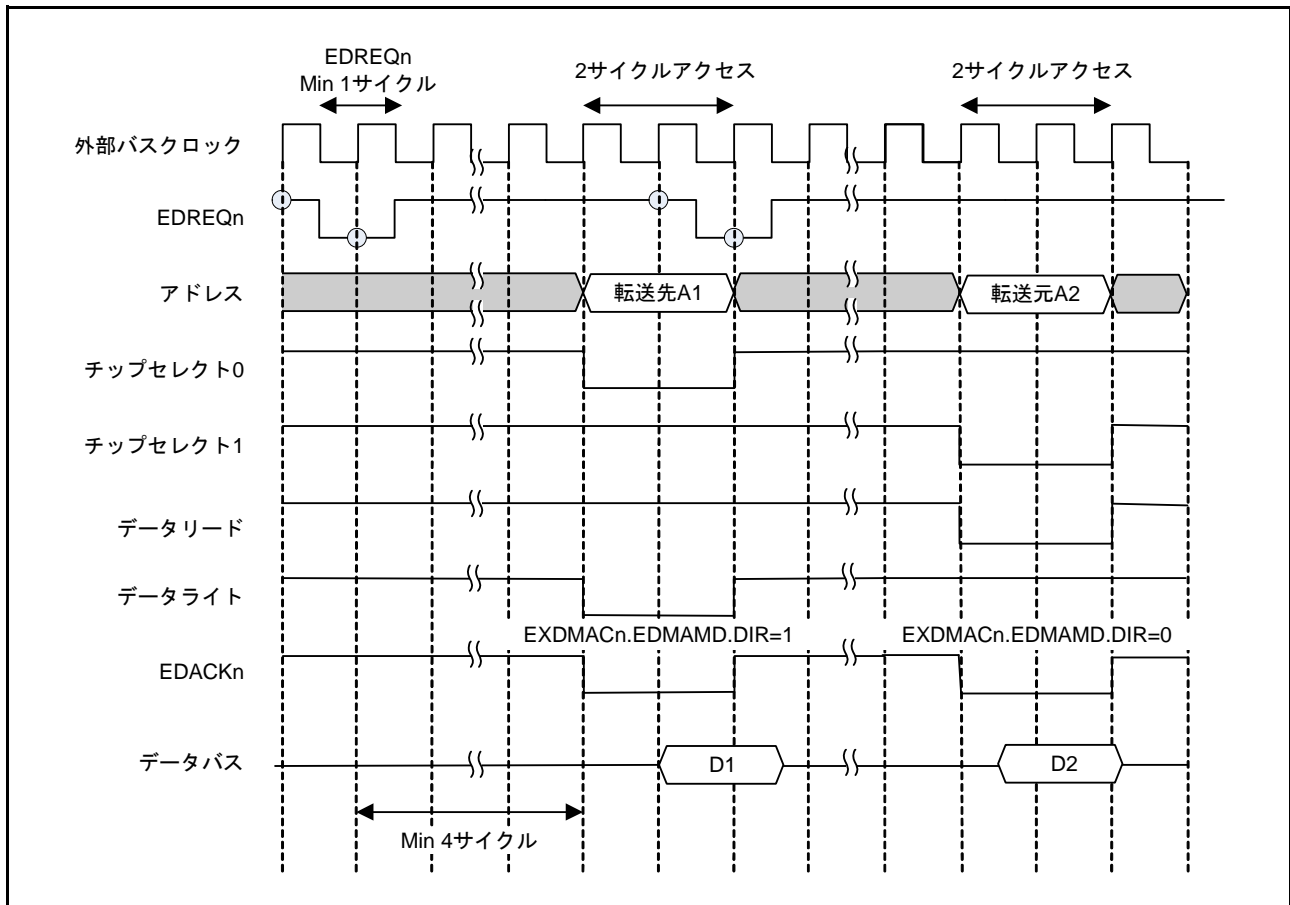 EDREQn
Min 1サイクル
2サイクルアクセス
2サイクルアクセス
外部バスクロック
EDREQn
アドレス
転送先A1
転送元A2
チップセレクト0
チップセレクト1
データリード
データライト
EXDMACn.EDMAMD.DIR=1
EXDMACn.EDMAMD.DIR=0
EDACKn
データバス
D1
D2
Min 4サイクル